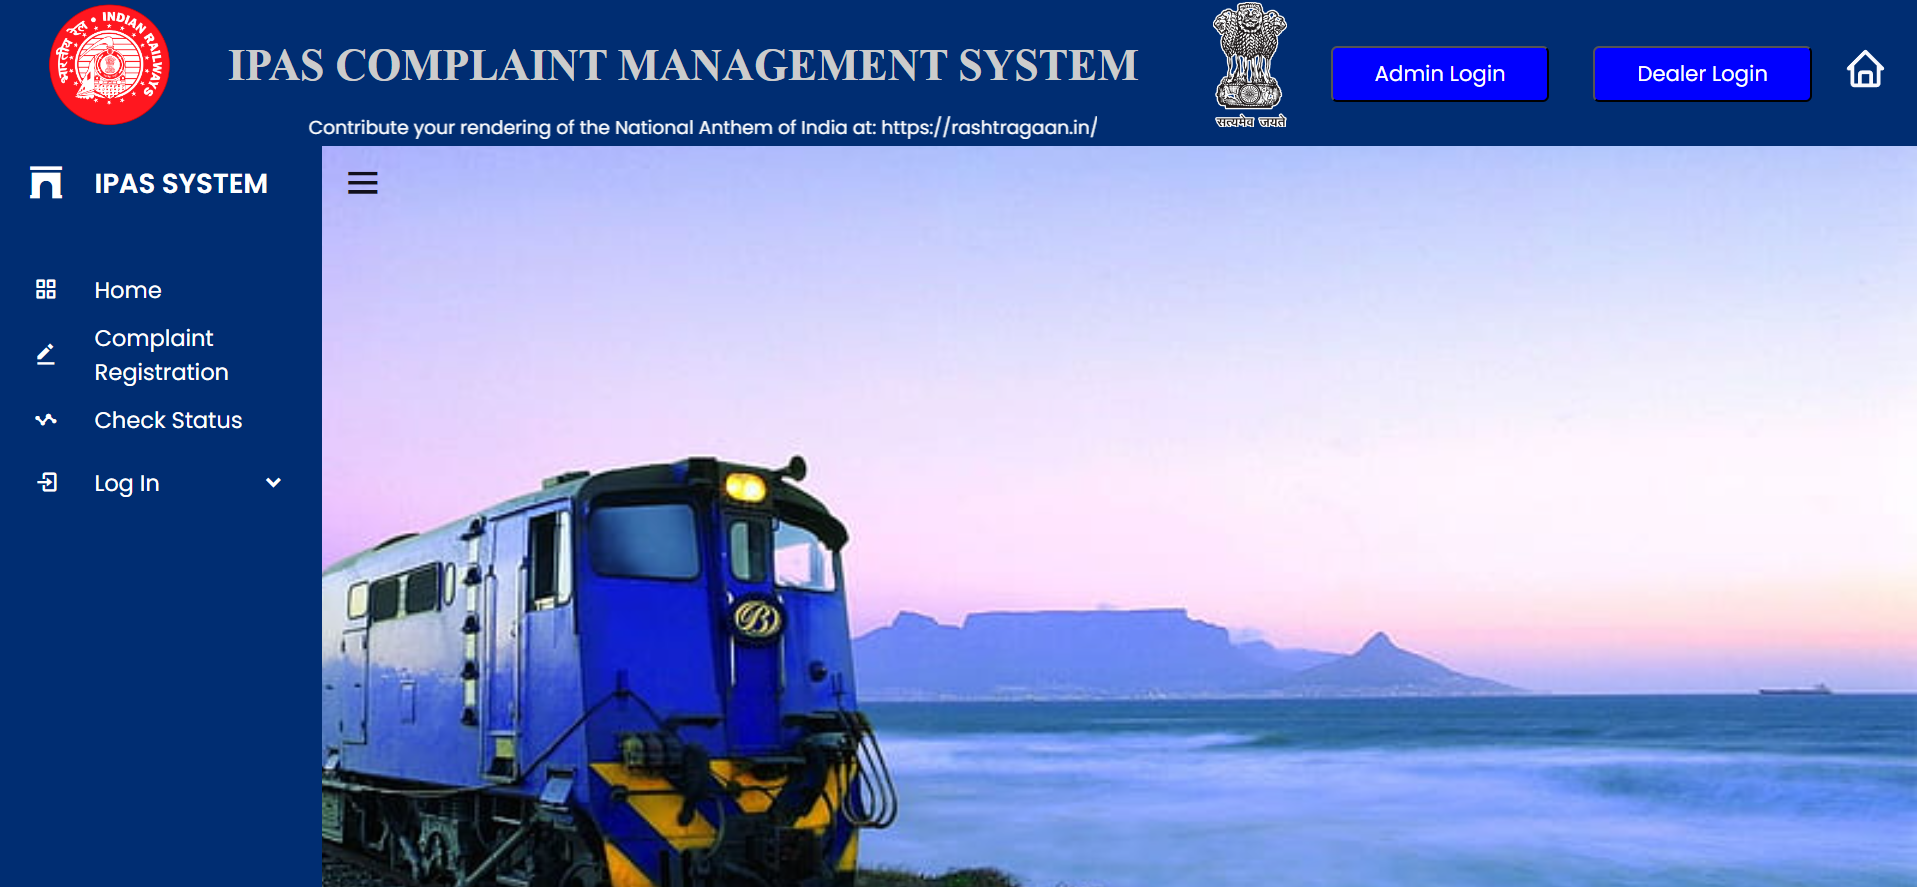 भारतीय रेल • INDIAN RAILWAYS
IPAS COMPLAINT MANAGEMENT SYSTEM
सत्यमेव जयते
Admin Login
Dealer Login
Contribute your rendering of the National Anthem of India at: https://rashtragaan.in/
IPAS SYSTEM
Home
Complaint
Registration
Check Status
Log In
B